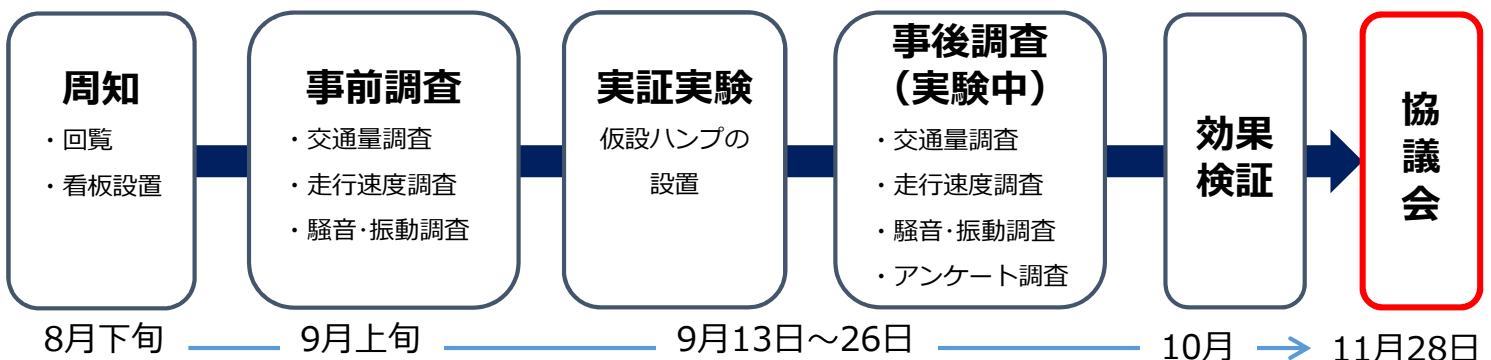 周知
・回覧
・看板設置
事前調査
・交通量調査
・走行速度調査
・騒音･振動調査
実証実験
仮設ハンプの
設置
事後調査
（実験中）
・交通量調査
・走行速度調査
・騒音･振動調査
・アンケート調査
効果
検証
協議会
8月下旬
9月上旬
9月13日～26日
10月
11月28日